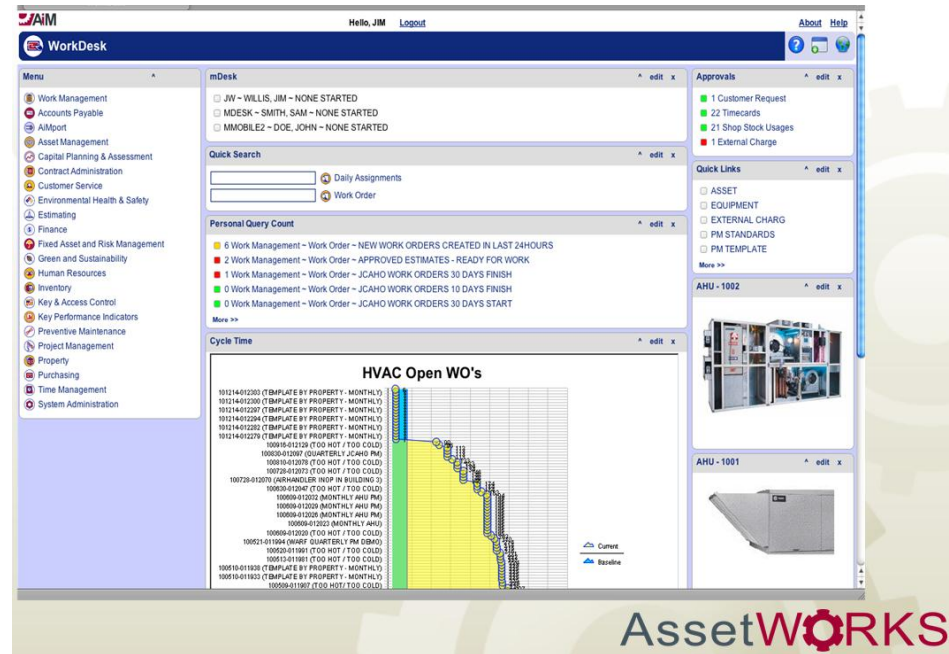 AiM
Hello, JIM Logout
About Help
WorkDesk
Menu ^
Work Management
Accounts Payable
AiMport
Asset Management
Capital Planning & Assessment
Contract Administration
Customer Service
Environmental Health & Safety
Estimating
Finance
Fixed Asset and Risk Management
Green and Sustainability
Human Resources
Inventory
Key & Access Control
Key Performance Indicators
Preventive Maintenance
Project Management
Property
Purchasing
Time Management
System Administration
mDesk ^ edit x
JW ~ WILLIS, JIM ~ NONE STARTED
MDESK ~ SMITH, SAM ~ NONE STARTED
MMOBILE2 ~ DOE, JOHN ~ NONE STARTED
Quick Search ^ edit x
Daily Assignments
Work Order
Personal Query Count ^ edit x
6 Work Management ~ Work Order ~ NEW WORK ORDERS CREATED IN LAST 24HOURS
2 Work Management ~ Work Order ~ APPROVED ESTIMATES - READY FOR WORK
1 Work Management ~ Work Order ~ JCAHO WORK ORDERS 30 DAYS FINISH
0 Work Management ~ Work Order ~ JCAHO WORK ORDERS 10 DAYS FINISH
0 Work Management ~ Work Order ~ JCAHO WORK ORDERS 30 DAYS START
More >>
Cycle Time ^ edit x
HVAC Open WO's
101214-012303 (TEMPLATE BY PROPERTY - MONTHLY)
101214-012300 (TEMPLATE BY PROPERTY - MONTHLY)
101214-012297 (TEMPLATE BY PROPERTY - MONTHLY)
101214-012294 (TEMPLATE BY PROPERTY - MONTHLY)
101214-012282 (TEMPLATE BY PROPERTY - MONTHLY)
101214-012279 (TEMPLATE BY PROPERTY - MONTHLY)
100916-012129 (TOO HOT / TOO COLD)
100830-012097 (QUARTERLY JCAHO PM)
100810-012078 (TOO HOT / TOO COLD)
100728-012073 (TOO HOT / TOO COLD)
100728-012070 (AIRHANDLER INOP IN BUILDING 3)
100630-012047 (TOO HOT / TOO COLD)
100609-012032 (MONTHLY AHU PM)
100609-012029 (MONTHLY AHU PM)
100609-012026 (MONTHLY AHU PM)
100609-012023 (MONTHLY AHU)
100609-012020 (TOO HOT / TOO COLD)
100521-011994 (WARF QUARTERLY PM DEMO)
100520-011991 (TOO HOT / TOO COLD)
100513-011981 (TOO HOT / TOO COLD)
100510-011938 (TEMPLATE BY PROPERTY - MONTHLY)
100510-011933 (TEMPLATE BY PROPERTY - MONTHLY)
100509-011907 (TOO HOT/ TOO COLD)
Current
Baseline
Approvals ^ edit x
1 Customer Request
22 Timecards
21 Shop Stock Usages
1 External Charge
Quick Links ^ edit x
ASSET
EQUIPMENT
EXTERNAL CHARG
PM STANDARDS
PM TEMPLATE
More >>
AHU - 1002 ^ edit x
AHU - 1001 ^ edit x
AssetWORKS